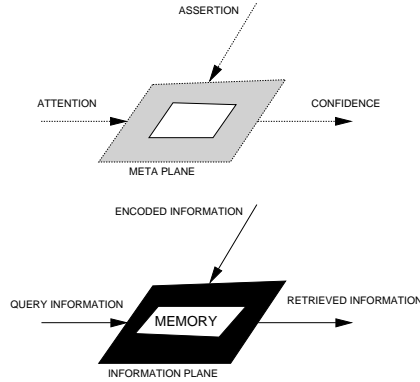 ASSERTION
ATTENTION
CONFIDENCE
META PLANE
ENCODED INFORMATION
QUERY INFORMATION
RETRIEVED INFORMATION
MEMORY
INFORMATION PLANE